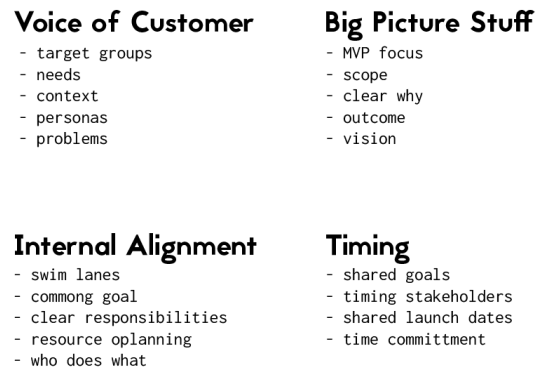 Voice of Customer
- target groups
- needs
- context
- personas
- problems
Big Picture Stuff
- MVP focus
- scope
- clear why
- outcome
- vision
Internal Alignment
- swim lanes
- commong goal
- clear responsibilities
- resource oplanning
- who does what
Timing
- shared goals
- timing stakeholders
- shared launch dates
- time committment